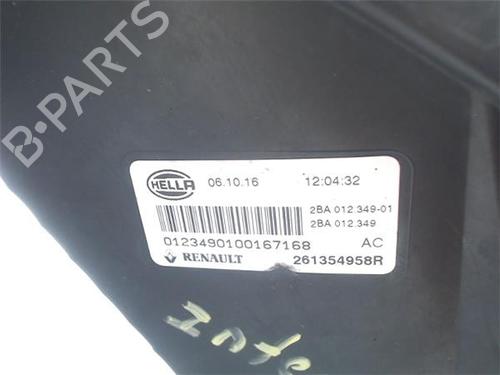 B-PARTS
HELLA 06.10.16 12:04:32
2BA 012.349-01
2BA 012.349
0123490100167168 AC
RENAULT 261354958R